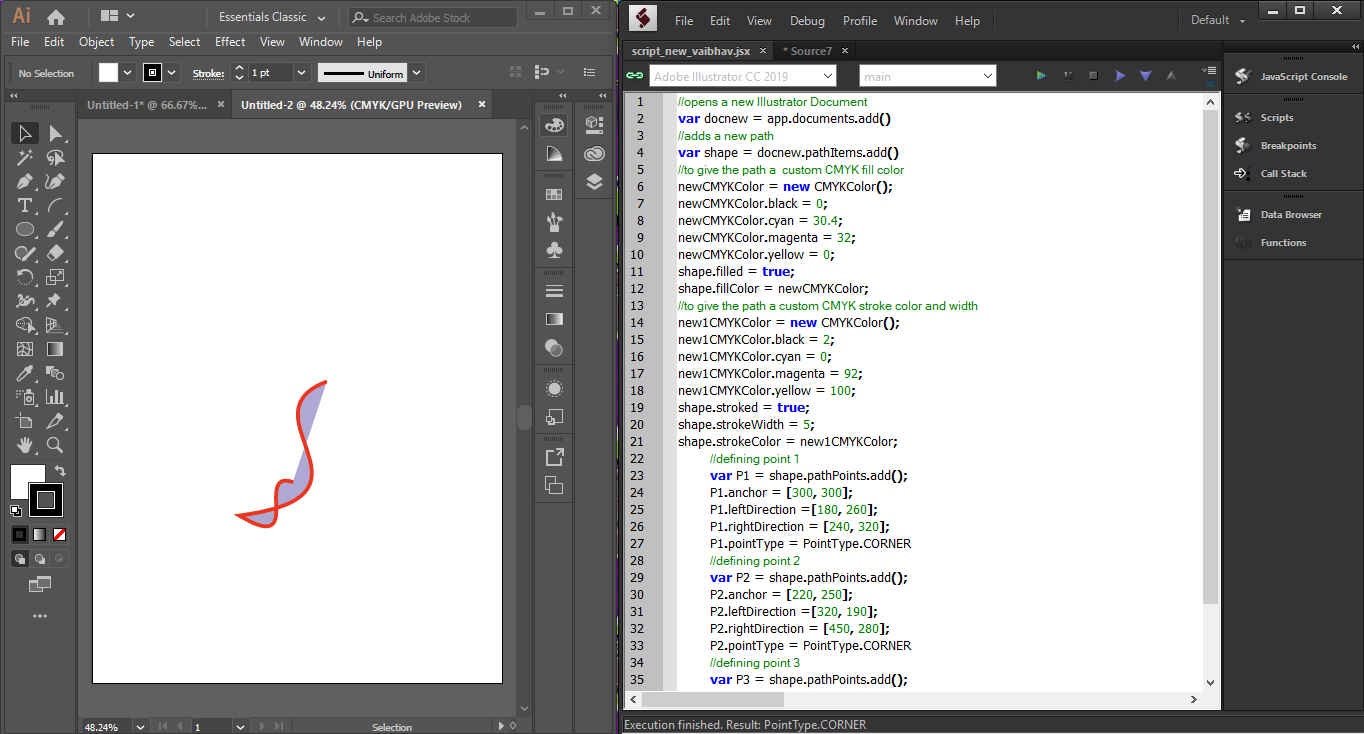 Ai
Essentials Classic
Search Adobe Stock
File Edit Object Type Select Effect View Window Help
No Selection
Stroke:
1 pt
Uniform
Untitled-1* @ 66.67%...
Untitled-2 @ 48.24% (CMYK/GPU Preview)
48.24%
1
Selection
File Edit View Debug Profile Window Help
Default
script_new_vaibhav.jsx
* Source7
Adobe Illustrator CC 2019
main
1 //opens a new Illustrator Document
2 var docnew = app.documents.add()
3 //adds a new path
4 var shape = docnew.pathItems.add()
5 //to give the path a  custom CMYK fill color
6 newCMYKColor = new CMYKColor();
7 newCMYKColor.black = 0;
8 newCMYKColor.cyan = 30.4;
9 newCMYKColor.magenta = 32;
10 newCMYKColor.yellow = 0;
11 shape.filled = true;
12 shape.fillColor = newCMYKColor;
13 //to give the path a custom CMYK stroke color and width
14 new1CMYKColor = new CMYKColor();
15 new1CMYKColor.black = 2;
16 new1CMYKColor.cyan = 0;
17 new1CMYKColor.magenta = 92;
18 new1CMYKColor.yellow = 100;
19 shape.stroked = true;
20 shape.strokeWidth = 5;
21 shape.strokeColor = new1CMYKColor;
22 //defining point 1
23 var P1 = shape.pathPoints.add();
24 P1.anchor = [300, 300];
25 P1.leftDirection =[180, 260];
26 P1.rightDirection = [240, 320];
27 P1.pointType = PointType.CORNER
28 //defining point 2
29 var P2 = shape.pathPoints.add();
30 P2.anchor = [220, 250];
31 P2.leftDirection =[320, 190];
32 P2.rightDirection = [450, 280];
33 P2.pointType = PointType.CORNER
34 //defining point 3
35 var P3 = shape.pathPoints.add();
Execution finished. Result: PointType.CORNER
JavaScript Console
Scripts
Breakpoints
Call Stack
Data Browser
Functions